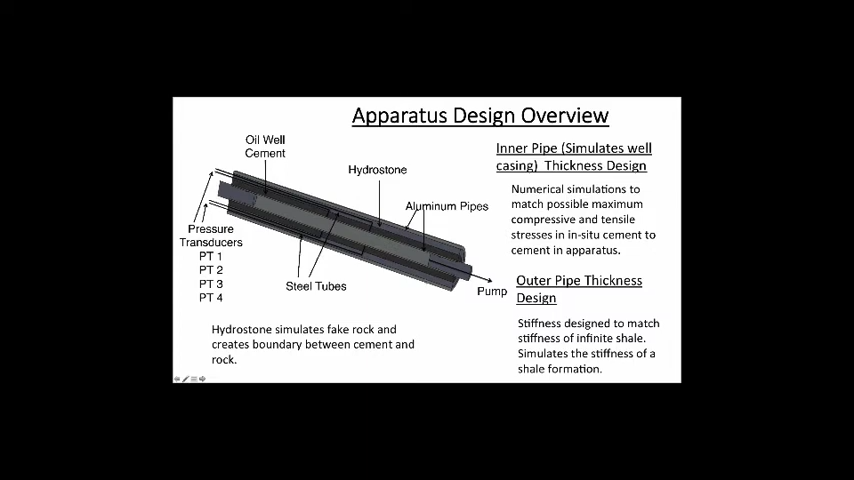 Apparatus Design Overview
Oil Well
Cement
Hydrostone
Aluminum Pipes
Pressure
Transducers
PT 1
PT 2
PT 3
PT 4
Steel Tubes
Pump
Hydrostone simulates fake rock and
creates boundary between cement and
rock.
Inner Pipe (Simulates well
casing) Thickness Design
Numerical simulations to
match possible maximum
compressive and tensile
stresses in in-situ cement to
cement in apparatus.
Outer Pipe Thickness
Design
Stiffness designed to match
stiffness of infinite shale.
Simulates the stiffness of a
shale formation.